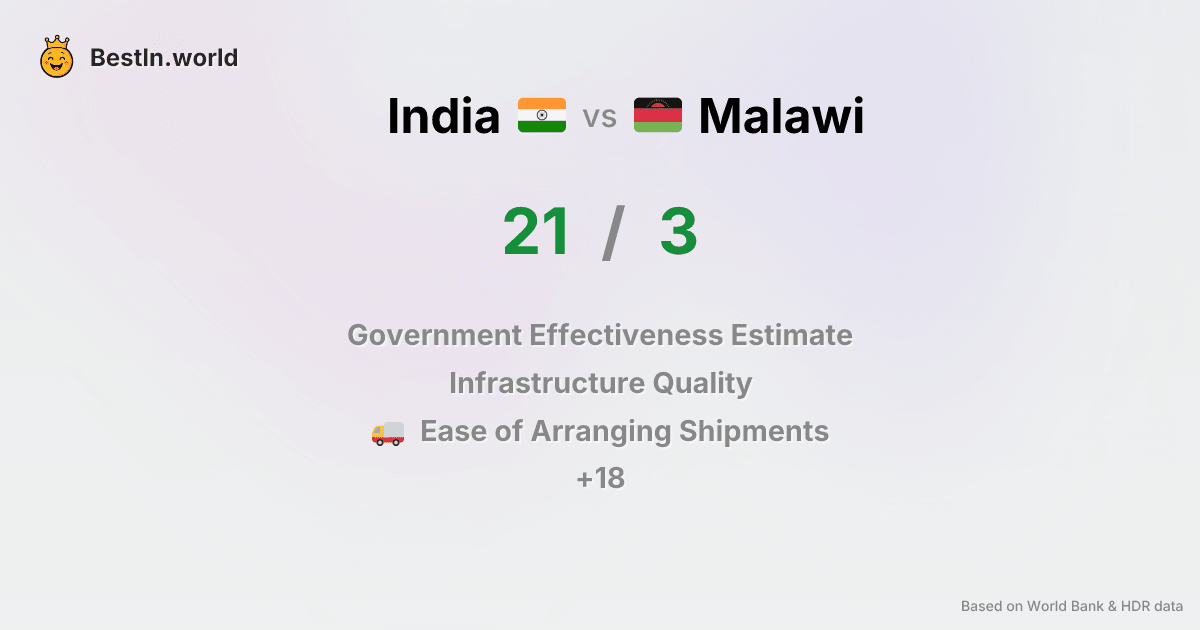 BestIn.world
India vs Malawi
21 / 3
Government Effectiveness Estimate
Infrastructure Quality
Ease of Arranging Shipments
+18
Based on World Bank & HDR data